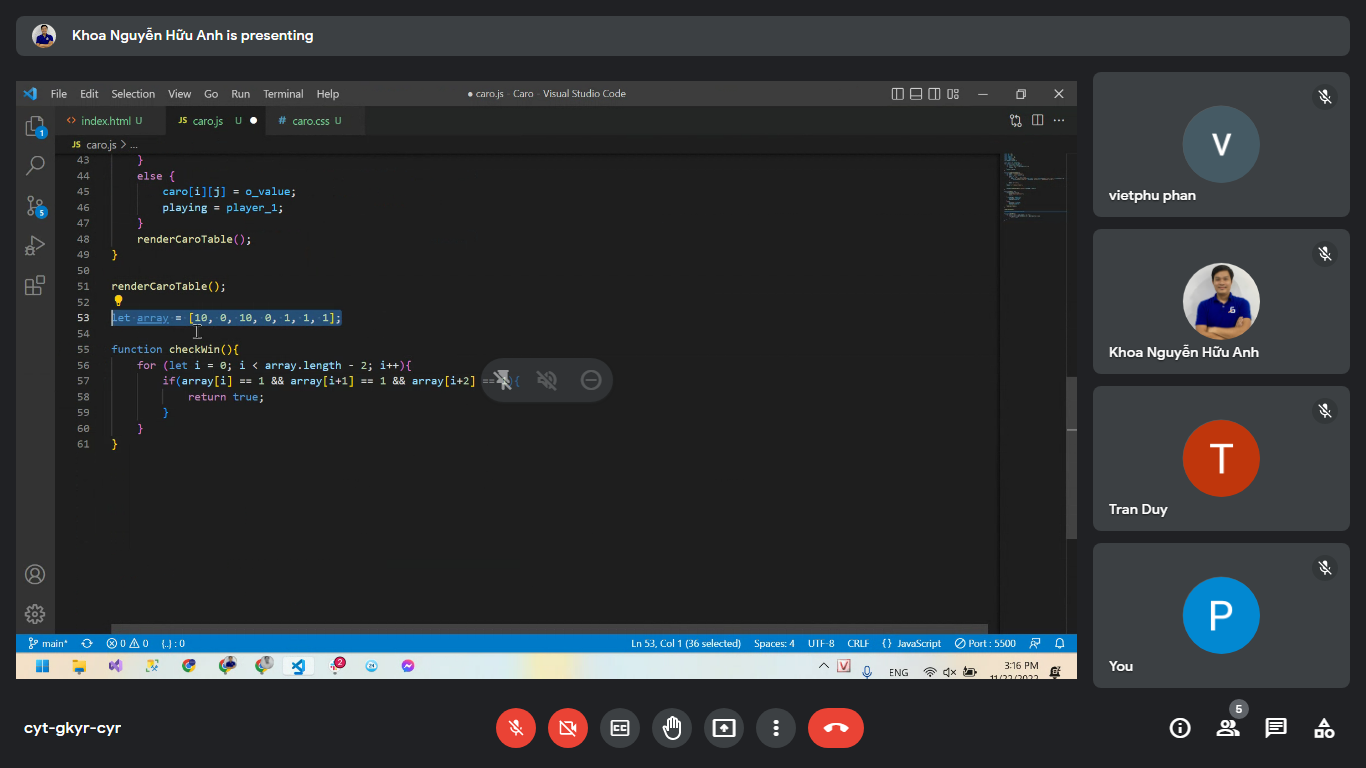 Khoa Nguyễn Hữu Anh is presenting
File Edit Selection View Go Run Terminal Help
● caro.js - Caro - Visual Studio Code
<> index.html U
JS caro.js U ●
# caro.css U
JS caro.js > ...
43 }
44 else {
45 caro[i][j] = o_value;
46 playing = player_1;
47 }
48 renderCaroTable();
49 }
50
51 renderCaroTable();
52
53 let array = [10, 0, 10, 0, 1, 1, 1];
54
55 function checkWin(){
56 for (let i = 0; i < array.length - 2; i++){
57 if(array[i] == 1 && array[i+1] == 1 && array[i+2] == {
58 return true;
59 }
60 }
61 }
1
5
main*
0 0
{..} : 0
Ln 53, Col 1 (36 selected) Spaces: 4 UTF-8 CRLF {} JavaScript Port : 5500
2
V
ENG
3:16 PM
V
vietphu phan
Khoa Nguyễn Hữu Anh
T
Tran Duy
P
You
cyt-gkyr-cyr
5